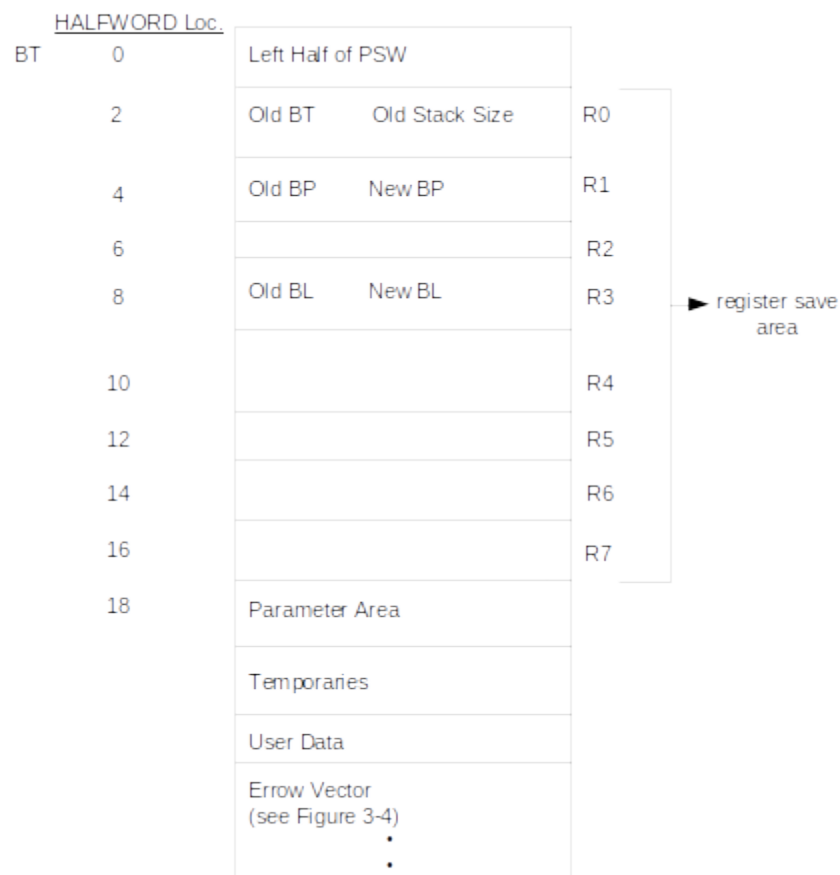 HALFWORD Loc.
BT 0 Left Half of PSW
2 Old BT Old Stack Size R0
4 Old BP New BP R1
6 R2
8 Old BL New BL R3
register save
area
10 R4
12 R5
14 R6
16 R7
18 Parameter Area
Temporaries
User Data
Errow Vector
(see Figure 3-4)